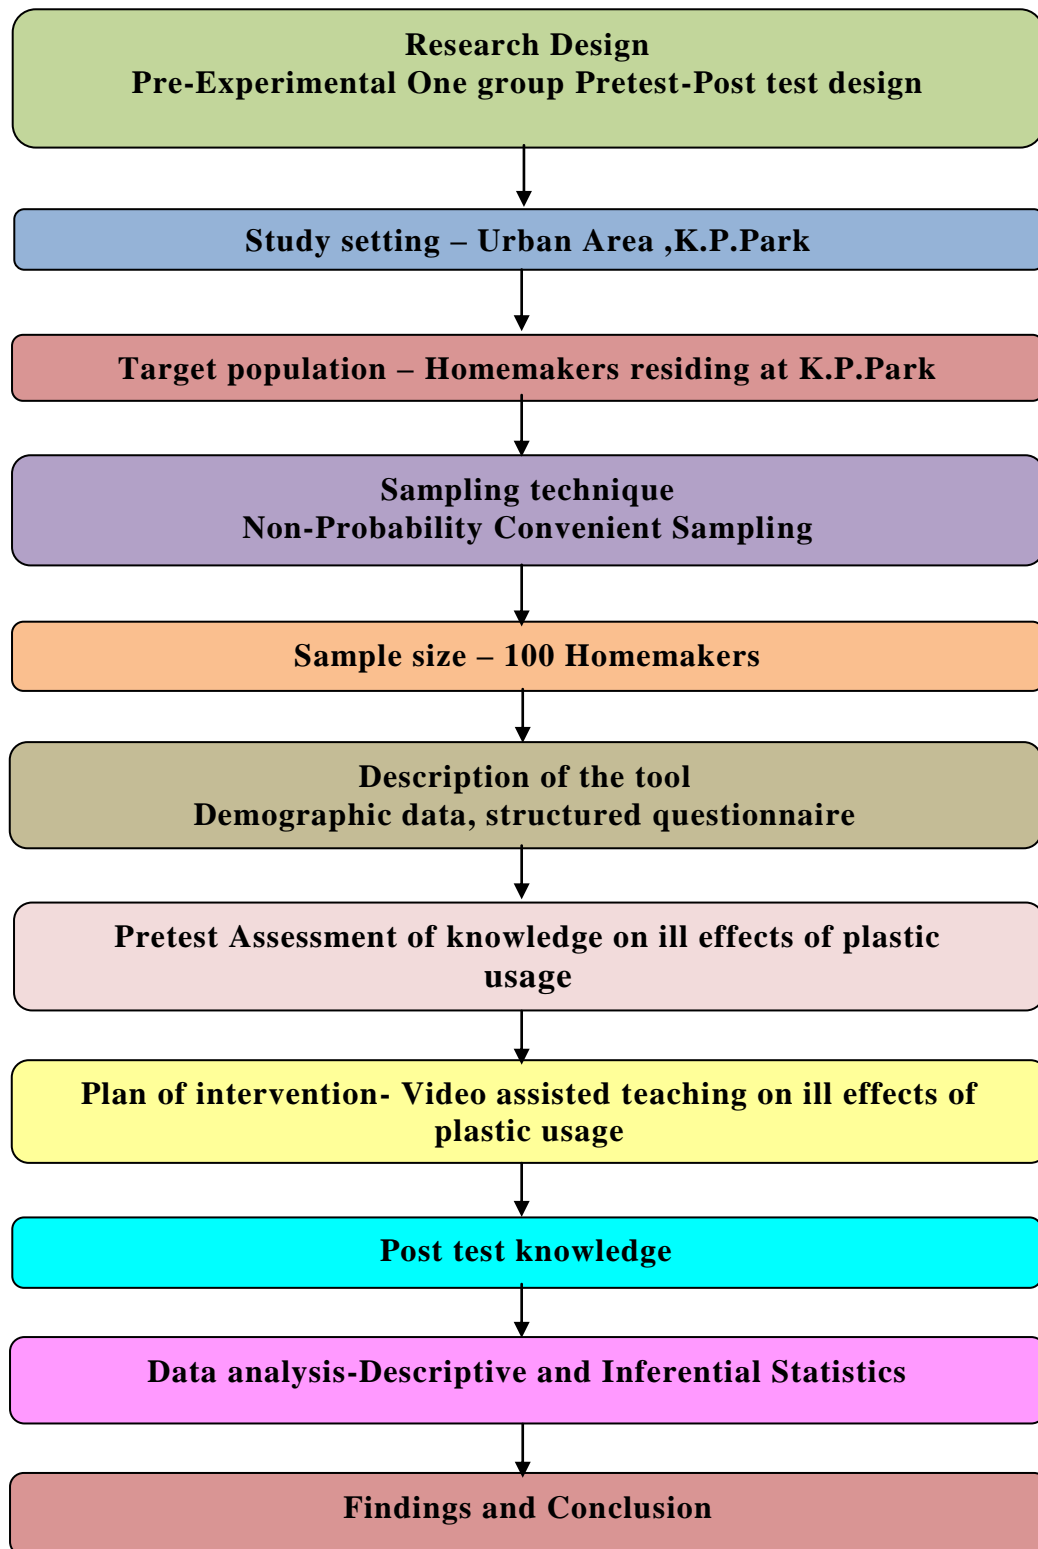 Research Design
Pre-Experimental One group Pretest-Post test design
Study setting – Urban Area ,K.P.Park
Target population – Homemakers residing at K.P.Park
Sampling technique
Non-Probability Convenient Sampling
Sample size – 100 Homemakers
Description of the tool
Demographic data, structured questionnaire
Pretest Assessment of knowledge on ill effects of plastic
usage
Plan of intervention- Video assisted teaching on ill effects of
plastic usage
Post test knowledge
Data analysis-Descriptive and Inferential Statistics
Findings and Conclusion